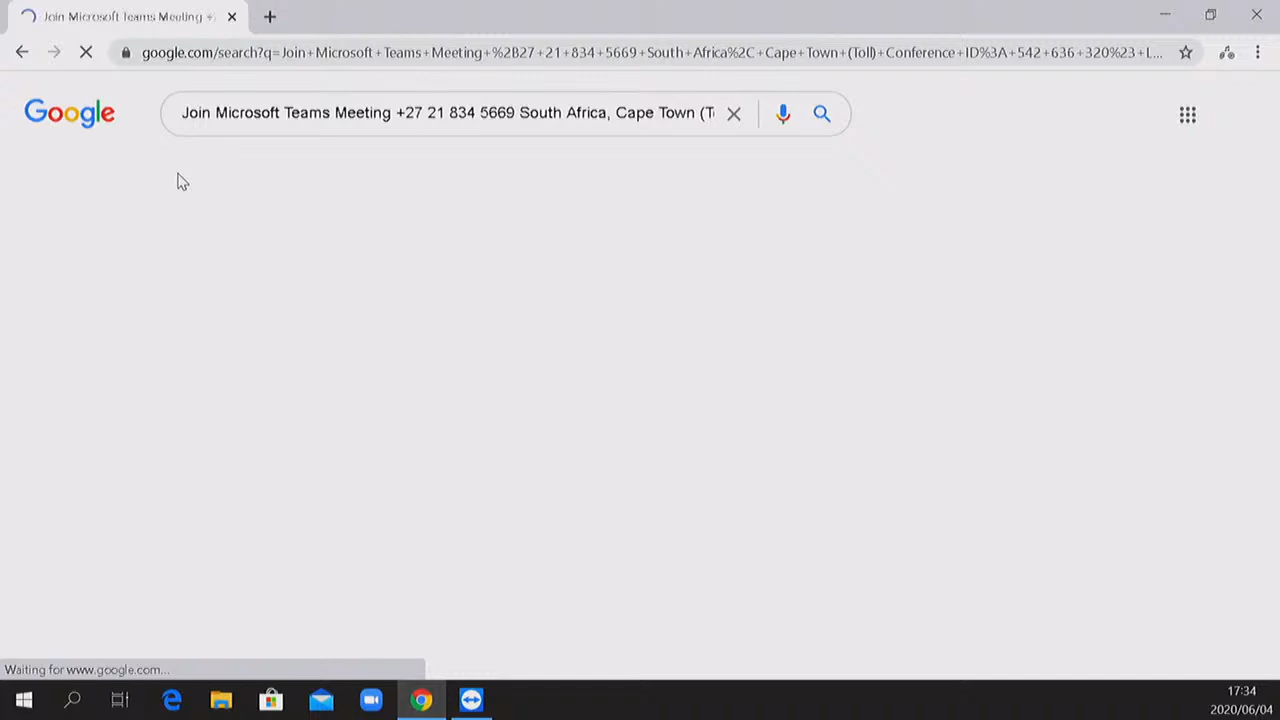 Join Microsoft Teams Meeting +
google.com/search?q=Join+Microsoft+Teams+Meeting+%2B27+21+834+5669+South+Africa%2C+Cape+Town+(Toll)+Conference+ID%3A+542+636+320%23+L...
Google
Join Microsoft Teams Meeting +27 21 834 5669 South Africa, Cape Town (T
Waiting for www.google.com...
17:34
2020/06/04